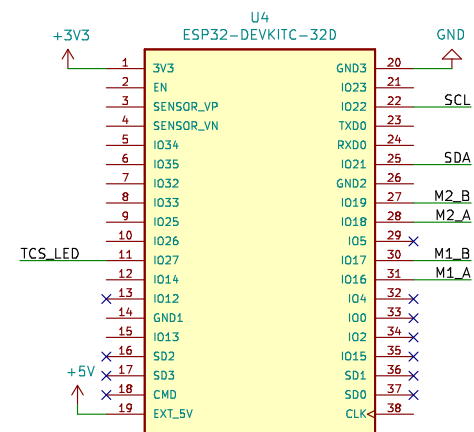 U4
ESP32-DEVKITC-32D
+3V3
GND
1 3V3 GND3 20
2 EN IO23 21
3 SENSOR_VP IO22 22 SCL
4 SENSOR_VN TXD0 23
5 IO34 RXD0 24
6 IO35 IO21 25 SDA
7 IO32 GND2 26
8 IO33 IO19 27 M2_B
9 IO25 IO18 28 M2_A
10 IO26 IO5 29
TCS_LED 11 IO27 IO17 30 M1_B
12 IO14 IO16 31 M1_A
13 IO12 IO4 32
14 GND1 IO0 33
15 IO13 IO2 34
16 SD2 IO15 35
+5V 17 SD3 SD1 36
18 CMD SD0 37
19 EXT_5V CLK 38